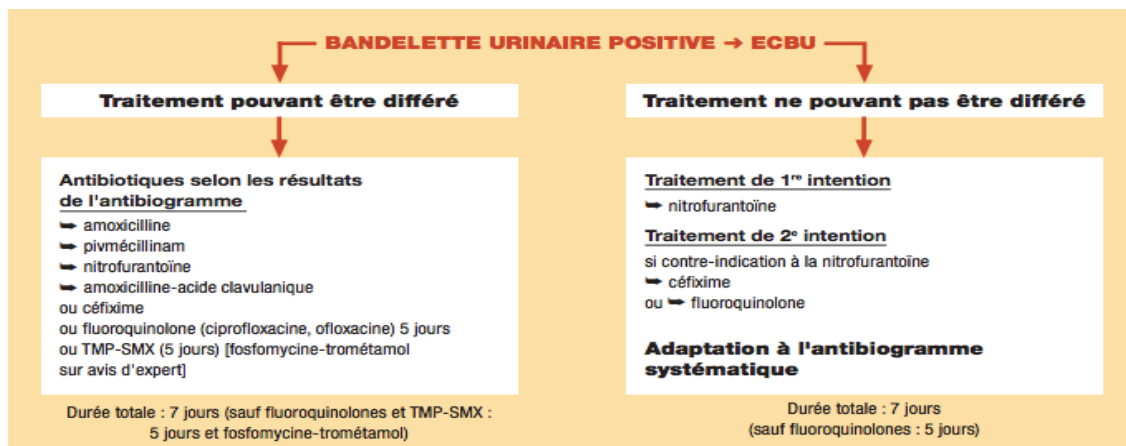 BANDELETTE URINAIRE POSITIVE → ECBU
Traitement pouvant être différé
Antibiotiques selon les résultats
de l'antibiogramme
➥ amoxicilline
➥ pivmécillinam
➥ nitrofurantoïne
➥ amoxicilline-acide clavulanique
ou céfixime
ou fluoroquinolone (ciprofloxacine, ofloxacine) 5 jours
ou TMP-SMX (5 jours) [fosfomycine-trométamol
sur avis d'expert]
Durée totale : 7 jours (sauf fluoroquinolones et TMP-SMX :
5 jours et fosfomycine-trométamol)
Traitement ne pouvant pas être différé
Traitement de 1re intention
➥ nitrofurantoïne
Traitement de 2e intention
si contre-indication à la nitrofurantoïne
➥ céfixime
ou ➥ fluoroquinolone
Adaptation à l'antibiogramme
systématique
Durée totale : 7 jours
(sauf fluoroquinolones : 5 jours)